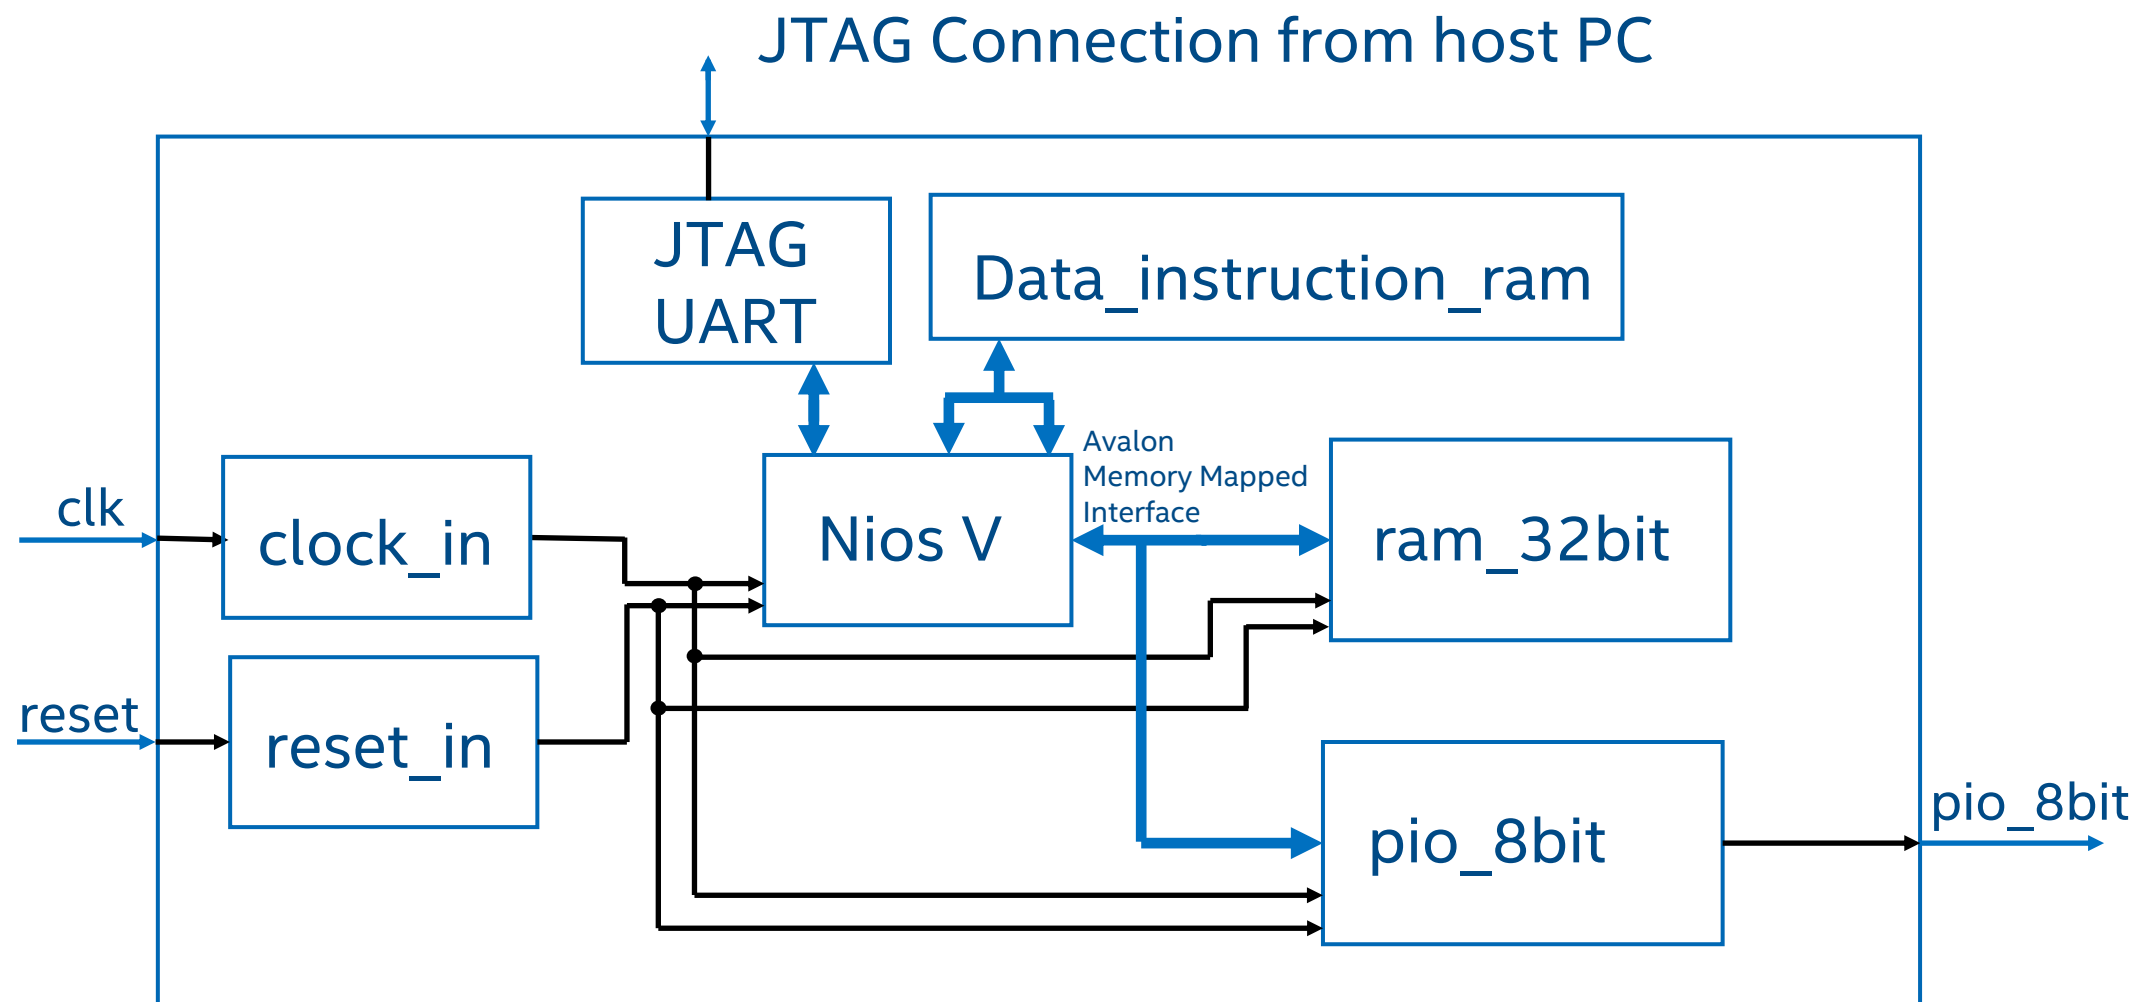 JTAG Connection from host PC
JTAG
UART
Data_instruction_ram
Avalon
Memory Mapped
Interface
clk
clock_in
Nios V
ram_32bit
reset
reset_in
pio_8bit
pio_8bit